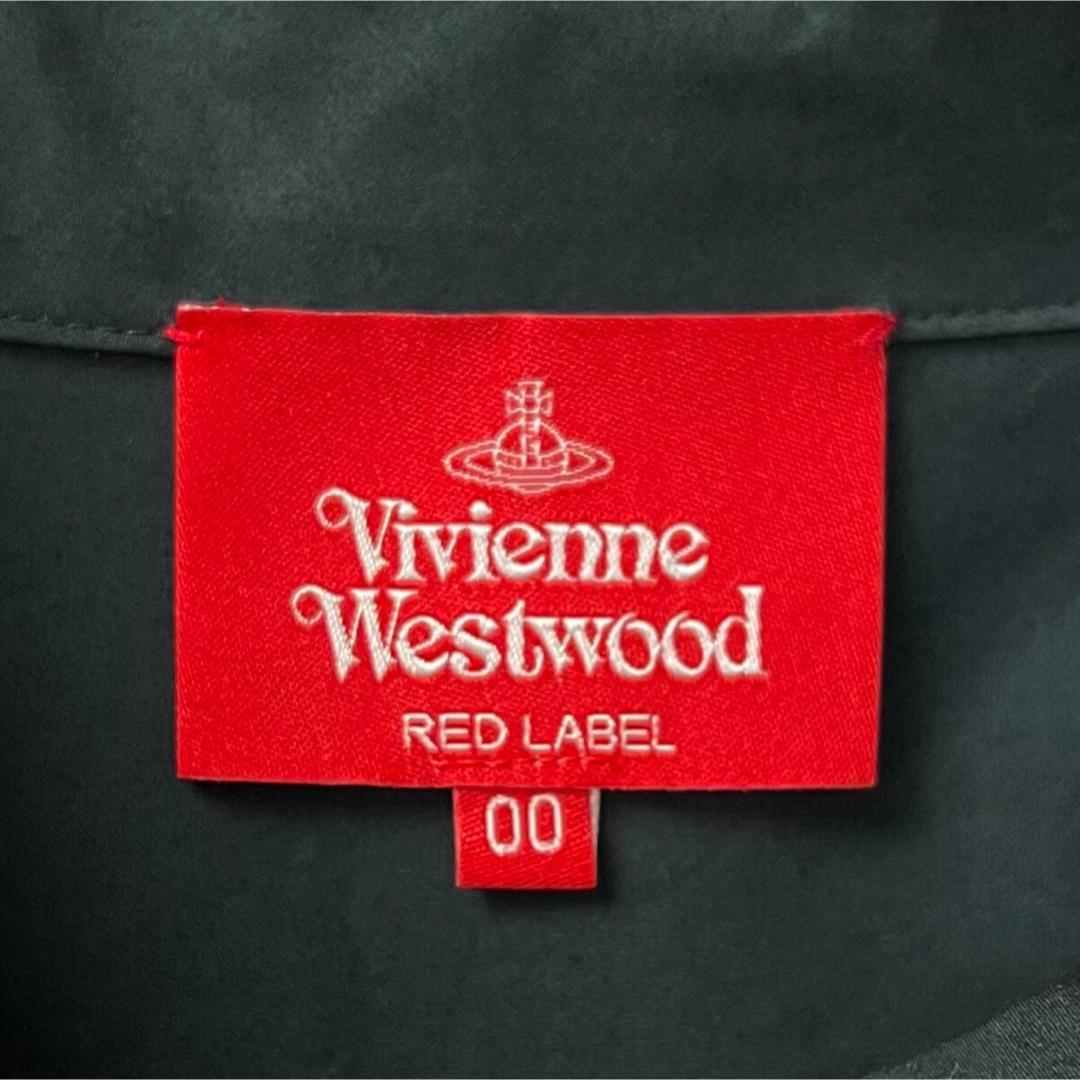 Vivienne
Westwood
RED LABEL
00